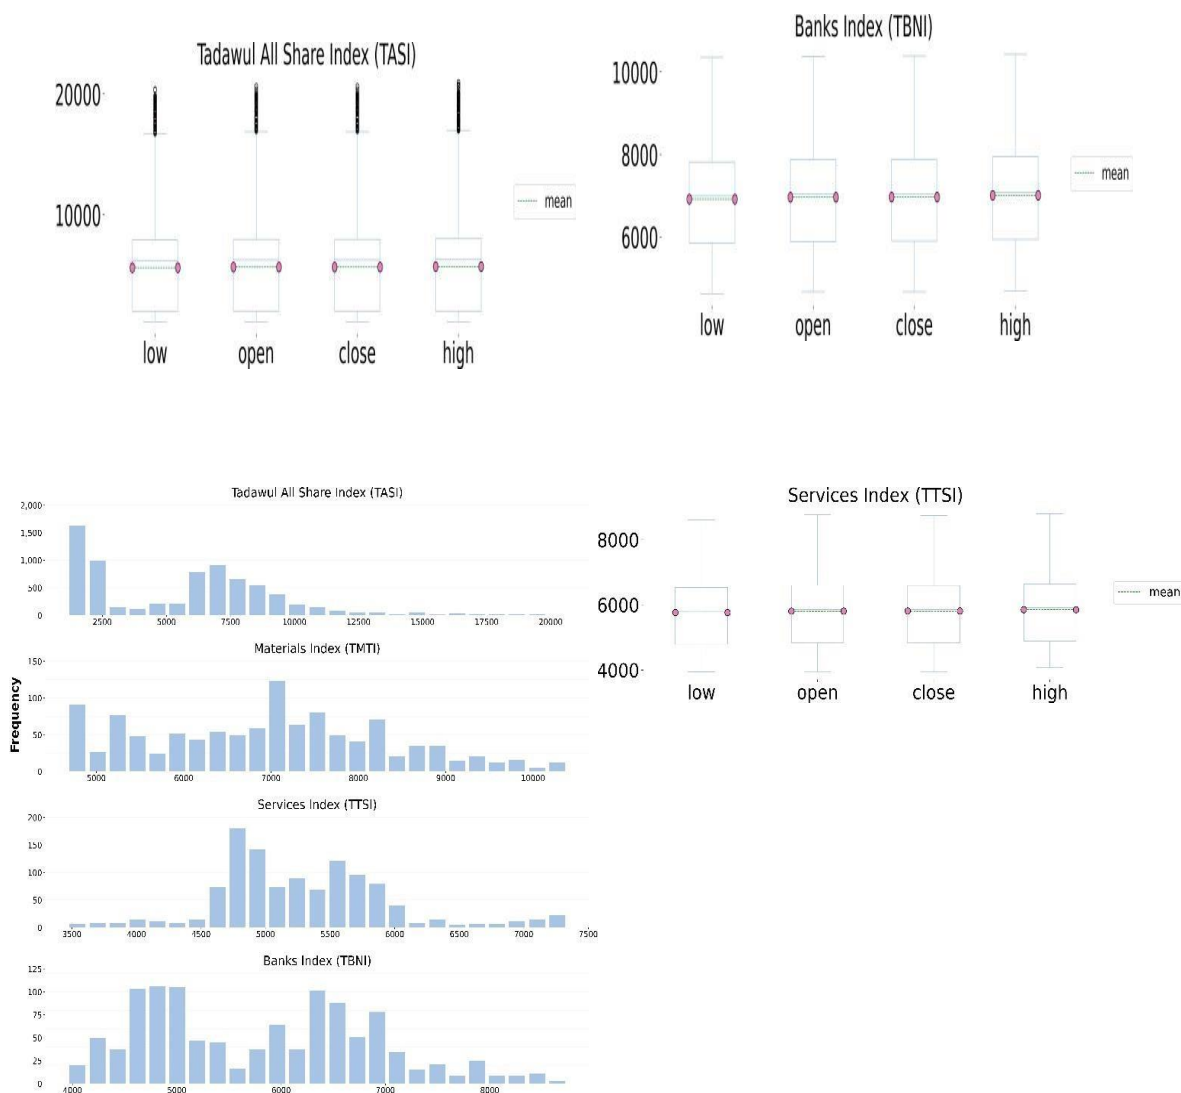 Tadawul All Share Index (TASI)
20000
10000
low open close high
mean
Banks Index (TBNI)
10000
8000
6000
low open close high
mean
Frequency
Tadawul All Share Index (TASI)
2,000
1,500
1,000
500
0
2500 5000 7500 10000 12500 15000 17500 20000
Materials Index (TMTI)
150
100
50
0
5000 6000 7000 8000 9000 10000
Services Index (TTSI)
200
150
100
50
0
3500 4000 4500 5000 5500 6000 6500 7000 7500
Banks Index (TBNI)
125
100
75
50
25
0
4000 5000 6000 7000 8000
Services Index (TTSI)
8000
6000
4000
low open close high
mean